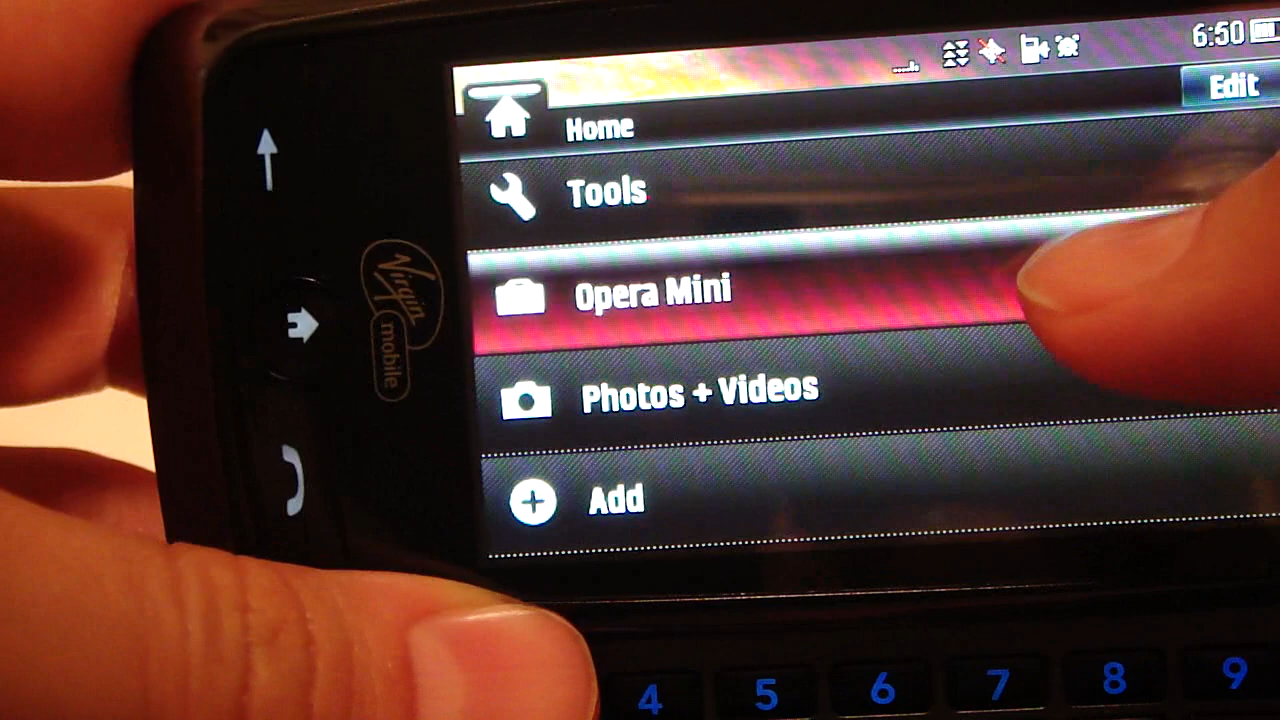 6:50
Edit
Home
Tools
Opera Mini
Photos + Videos
Add
Virgin
mobile
4 5 6 7 8 9